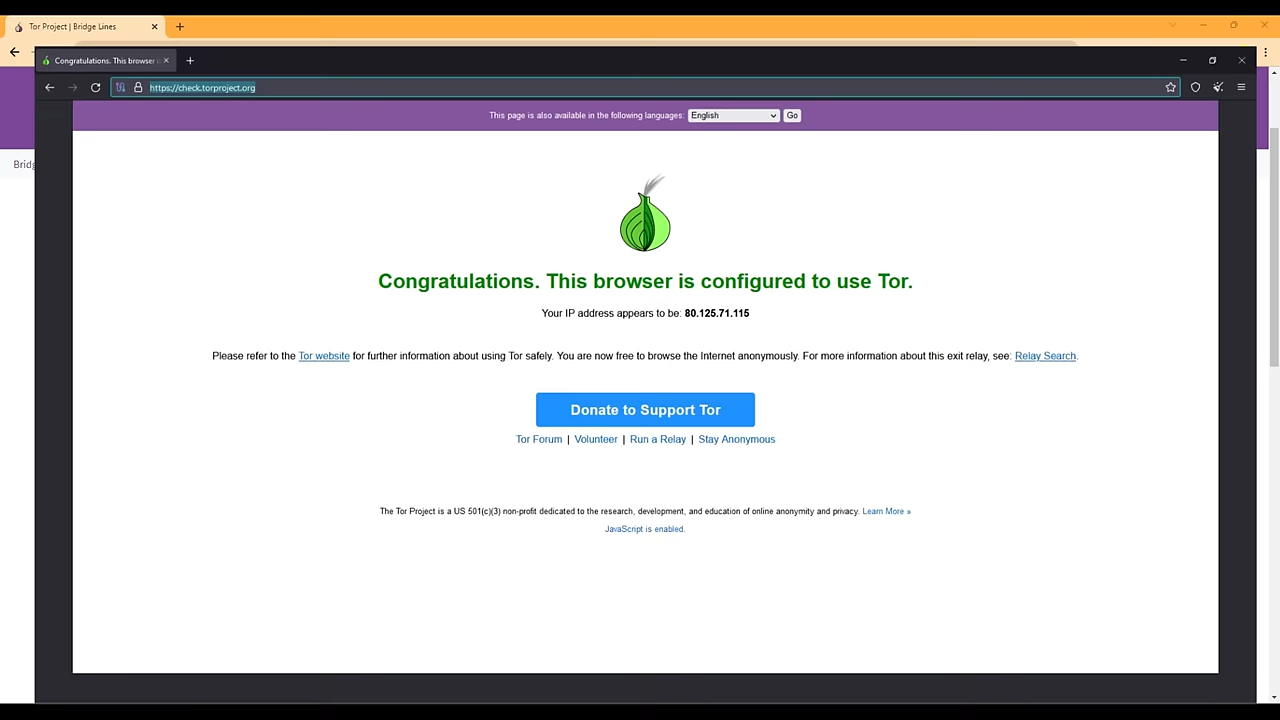 Tor Project | Bridge Lines
Congratulations. This browser i
https://check.torproject.org
This page is also available in the following languages: English Go
Bridg
Congratulations. This browser is configured to use Tor.
Your IP address appears to be: 80.125.71.115
Please refer to the Tor website for further information about using Tor safely. You are now free to browse the Internet anonymously. For more information about this exit relay, see: Relay Search.
Donate to Support Tor
Tor Forum | Volunteer | Run a Relay | Stay Anonymous
The Tor Project is a US 501(c)(3) non-profit dedicated to the research, development, and education of online anonymity and privacy. Learn More »
JavaScript is enabled.